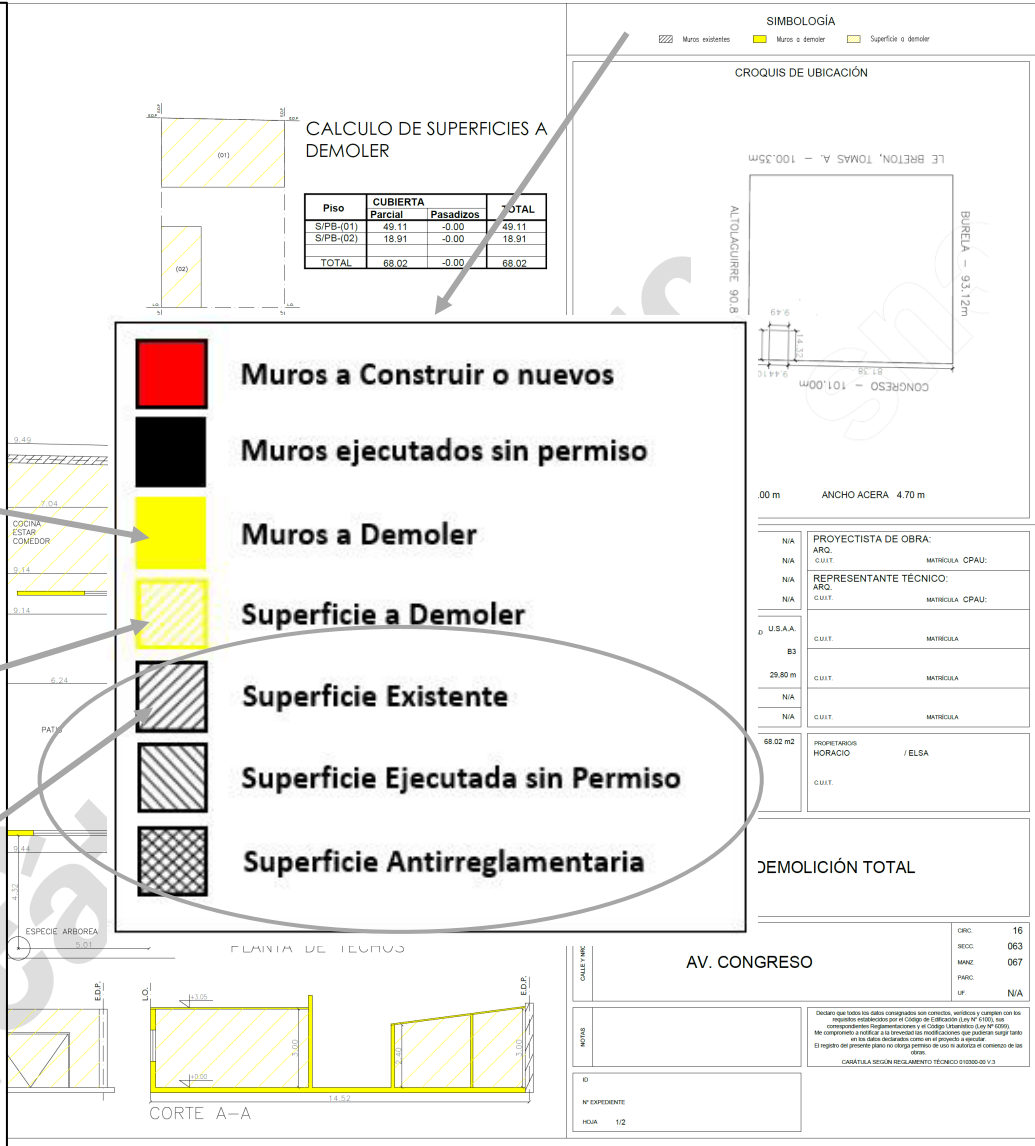 SIMBOLOGÍA
Muros existentes
Muros a demoler
Superficie a demoler
CROQUIS DE UBICACIÓN
LE BRETON, TOMAS A. - 100.35m
ALTOLAGUIRRE 90.8
BURELA - 93.12m
CONGRESO - 101.00m
9.49
14.32
81.38
.00 m
ANCHO ACERA 4.70 m
E.D.P.
E.D.P.
E.D.P.
E.D.P.
(01)
(02)
CALCULO DE SUPERFICIES A
DEMOLER
Piso CUBIERTA TOTAL
Parcial Pasadizos
S/PB-(01) 49.11 -0.00 49.11
S/PB-(02) 18.91 -0.00 18.91
TOTAL 68.02 -0.00 68.02
Muros a Construir o nuevos
Muros ejecutados sin permiso
Muros a Demoler
Superficie a Demoler
Superficie Existente
Superficie Ejecutada sin Permiso
Superficie Antirreglamentaria
9.49
7.04
COCINA
ESTAR
COMEDOR
9.14
9.14
6.24
PATIO
9.44
4.32
ESPECIE ARBOREA
5.01
PLANTA DE TECHOS
N/A
N/A
N/A
N/A
U.S.A.A.
B3
29,80 m
N/A
N/A
68.02 m2
PROYECTISTA DE OBRA:
ARQ.
C.U.I.T. MATRÍCULA CPAU:
REPRESENTANTE TÉCNICO:
ARQ.
C.U.I.T. MATRÍCULA CPAU:
C.U.I.T. MATRÍCULA
C.U.I.T. MATRÍCULA
C.U.I.T. MATRÍCULA
PROPIETARIO/S
HORACIO / ELSA
C.U.I.T.
DEMOLICIÓN TOTAL
CALLE Y NRO
AV. CONGRESO
CIRC. 16
SECC. 063
MANZ. 067
PARC.
UF. N/A
NOTAS
Declaro que todos los datos consignados son correctos, verídicos y cumplen con los
requisitos establecidos por el Código de Edificación (Ley N° 6100), sus
correspondientes Reglamentaciones y el Código Urbanístico (Ley N° 6099).
Me comprometo a notificar a la brevedad las modificaciones que pudieran surgir tanto
en los datos declarados como en el proyecto a ejecutar.
El registro del presente plano no otorga permiso de uso ni autoriza el comienzo de las
obras.
CARÁTULA SEGÚN REGLAMENTO TÉCNICO 010300-00 V.3
ID
N° EXPEDIENTE
HOJA 1/2
E.D.P.
L.O.
E.D.P.
+3.05
3.00
2.40
3.00
+0.00
14.52
CORTE A-A